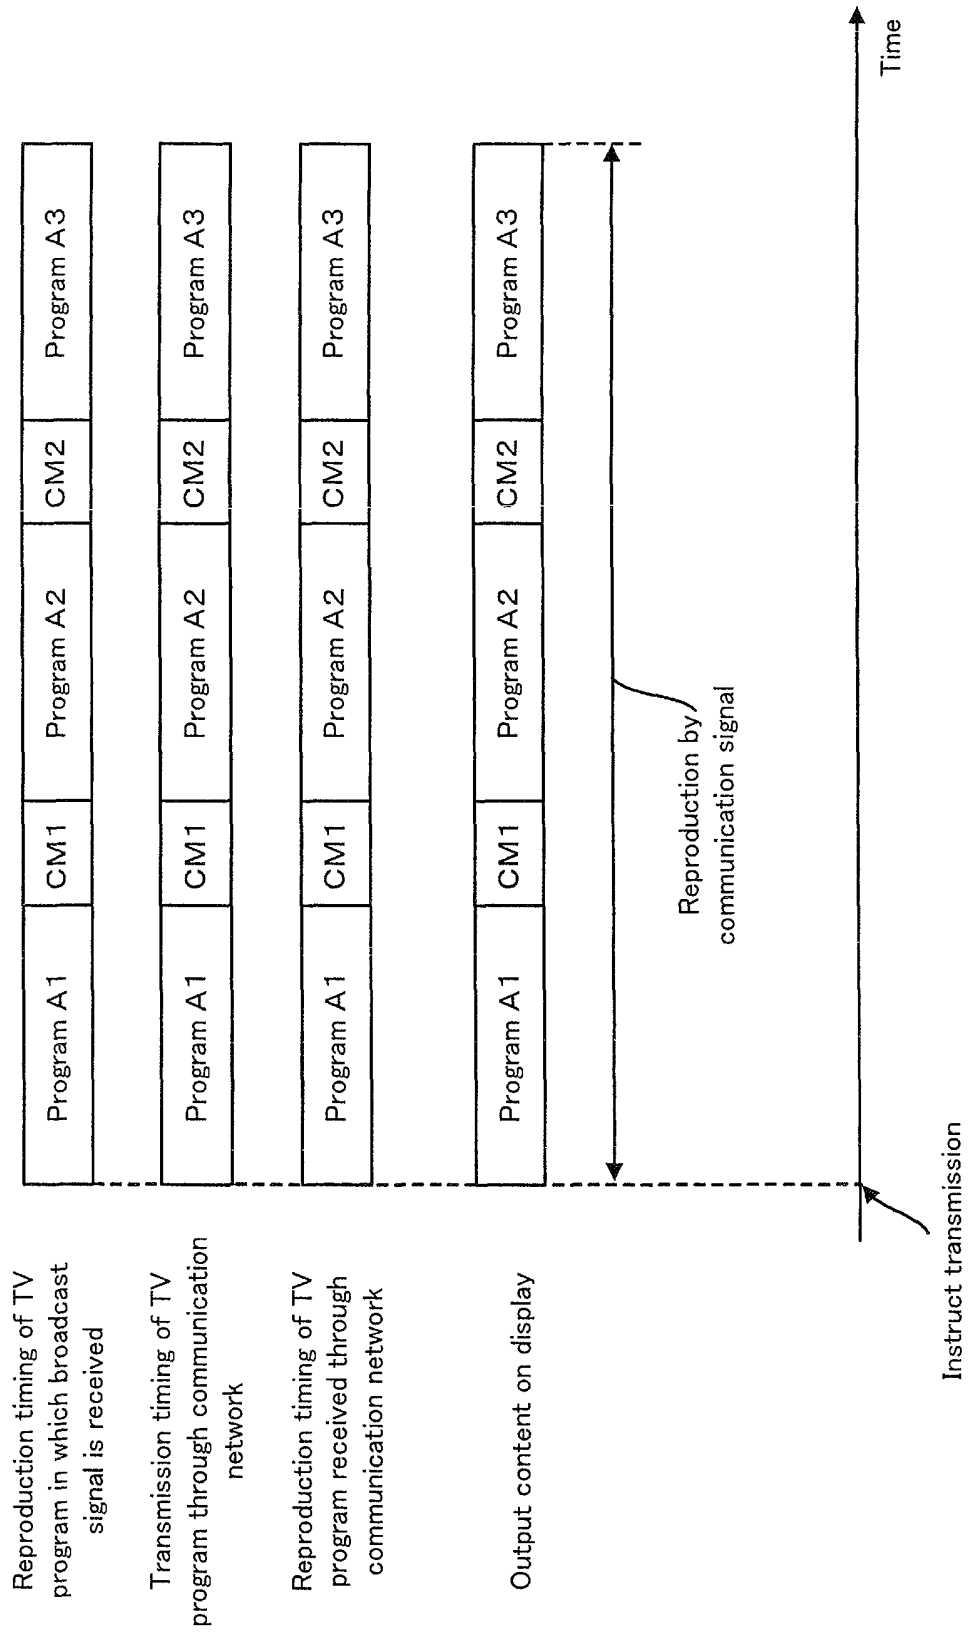 Reproduction timing of TV
program in which broadcast
signal is received
Program A1
CM1
Program A2
CM2
Program A3
Transmission timing of TV
program through communication
network
Program A1
CM1
Program A2
CM2
Program A3
Reproduction timing of TV
program received through
communication network
Program A1
CM1
Program A2
CM2
Program A3
Output content on display
Program A1
CM1
Program A2
CM2
Program A3
Reproduction by
communication signal
Time
Instruct transmission